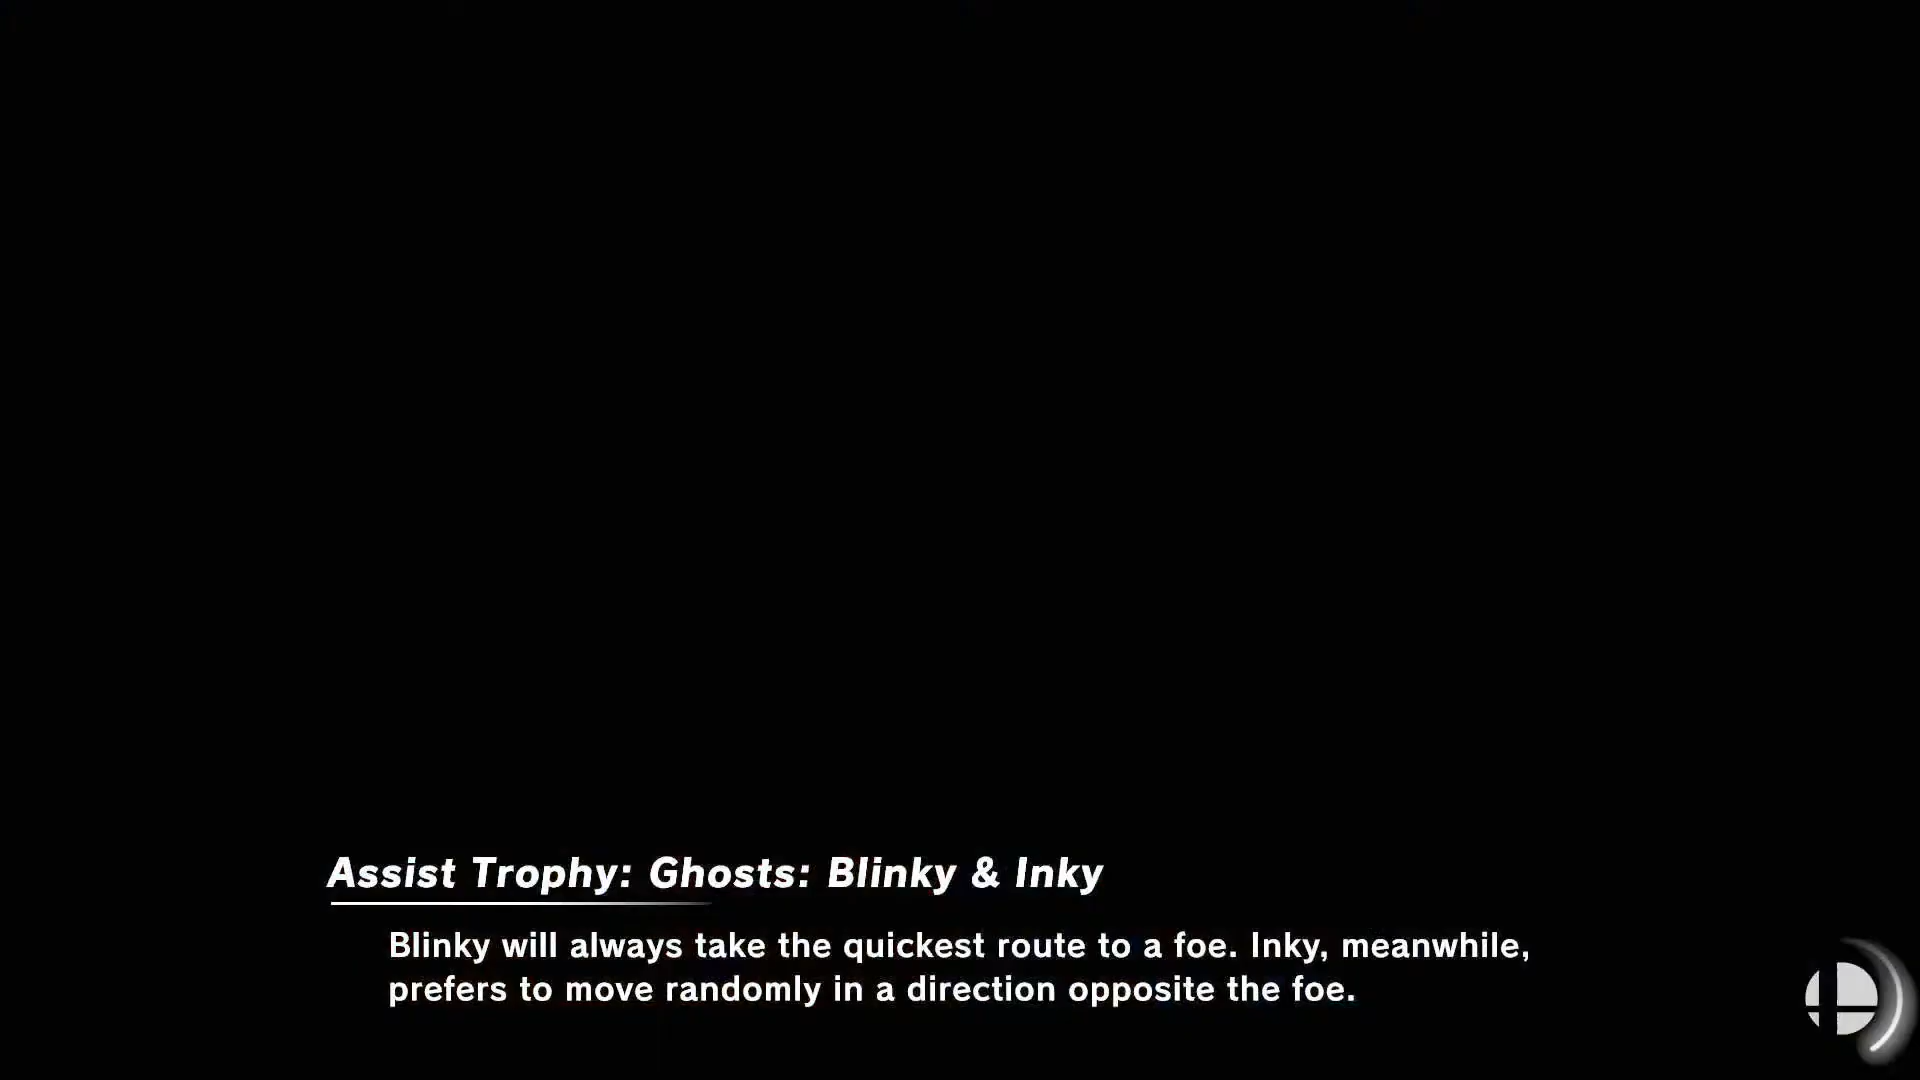 Assist Trophy: Ghosts: Blinky & Inky
Blinky will always take the quickest route to a foe. Inky, meanwhile,
prefers to move randomly in a direction opposite the foe.